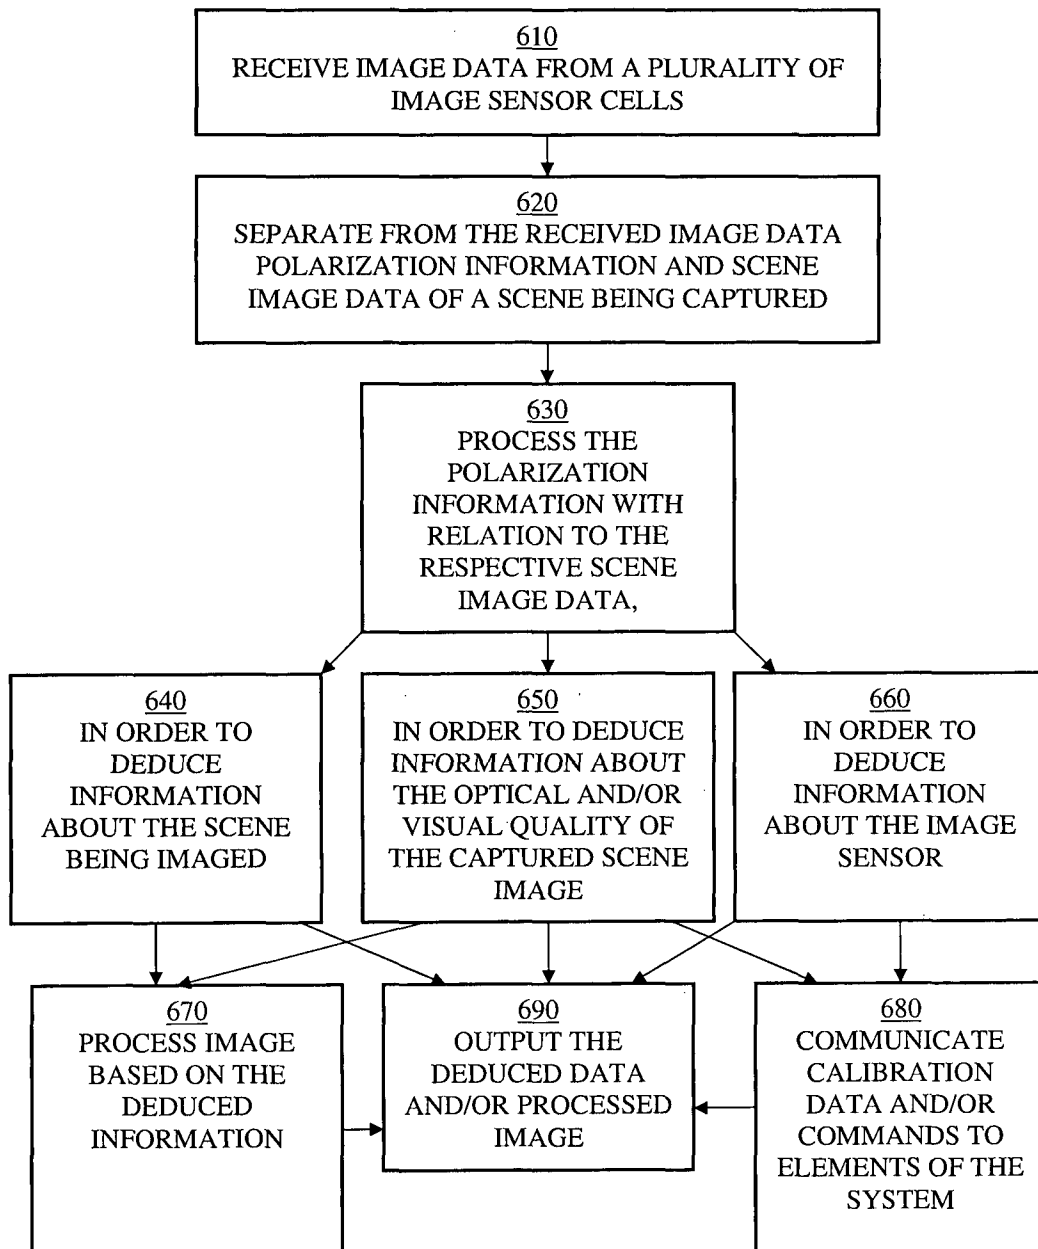 610
RECEIVE IMAGE DATA FROM A PLURALITY OF
IMAGE SENSOR CELLS
620
SEPARATE FROM THE RECEIVED IMAGE DATA
POLARIZATION INFORMATION AND SCENE
IMAGE DATA OF A SCENE BEING CAPTURED
630
PROCESS THE
POLARIZATION
INFORMATION WITH
RELATION TO THE
RESPECTIVE SCENE
IMAGE DATA,
640
IN ORDER TO
DEDUCE
INFORMATION
ABOUT THE SCENE
BEING IMAGED
650
IN ORDER TO DEDUCE
INFORMATION ABOUT
THE OPTICAL AND/OR
VISUAL QUALITY OF
THE CAPTURED SCENE
IMAGE
660
IN ORDER TO
DEDUCE
INFORMATION
ABOUT THE IMAGE
SENSOR
670
PROCESS IMAGE
BASED ON THE
DEDUCED
INFORMATION
690
OUTPUT THE
DEDUCED DATA
AND/OR PROCESSED
IMAGE
680
COMMUNICATE
CALIBRATION
DATA AND/OR
COMMANDS TO
ELEMENTS OF THE
SYSTEM